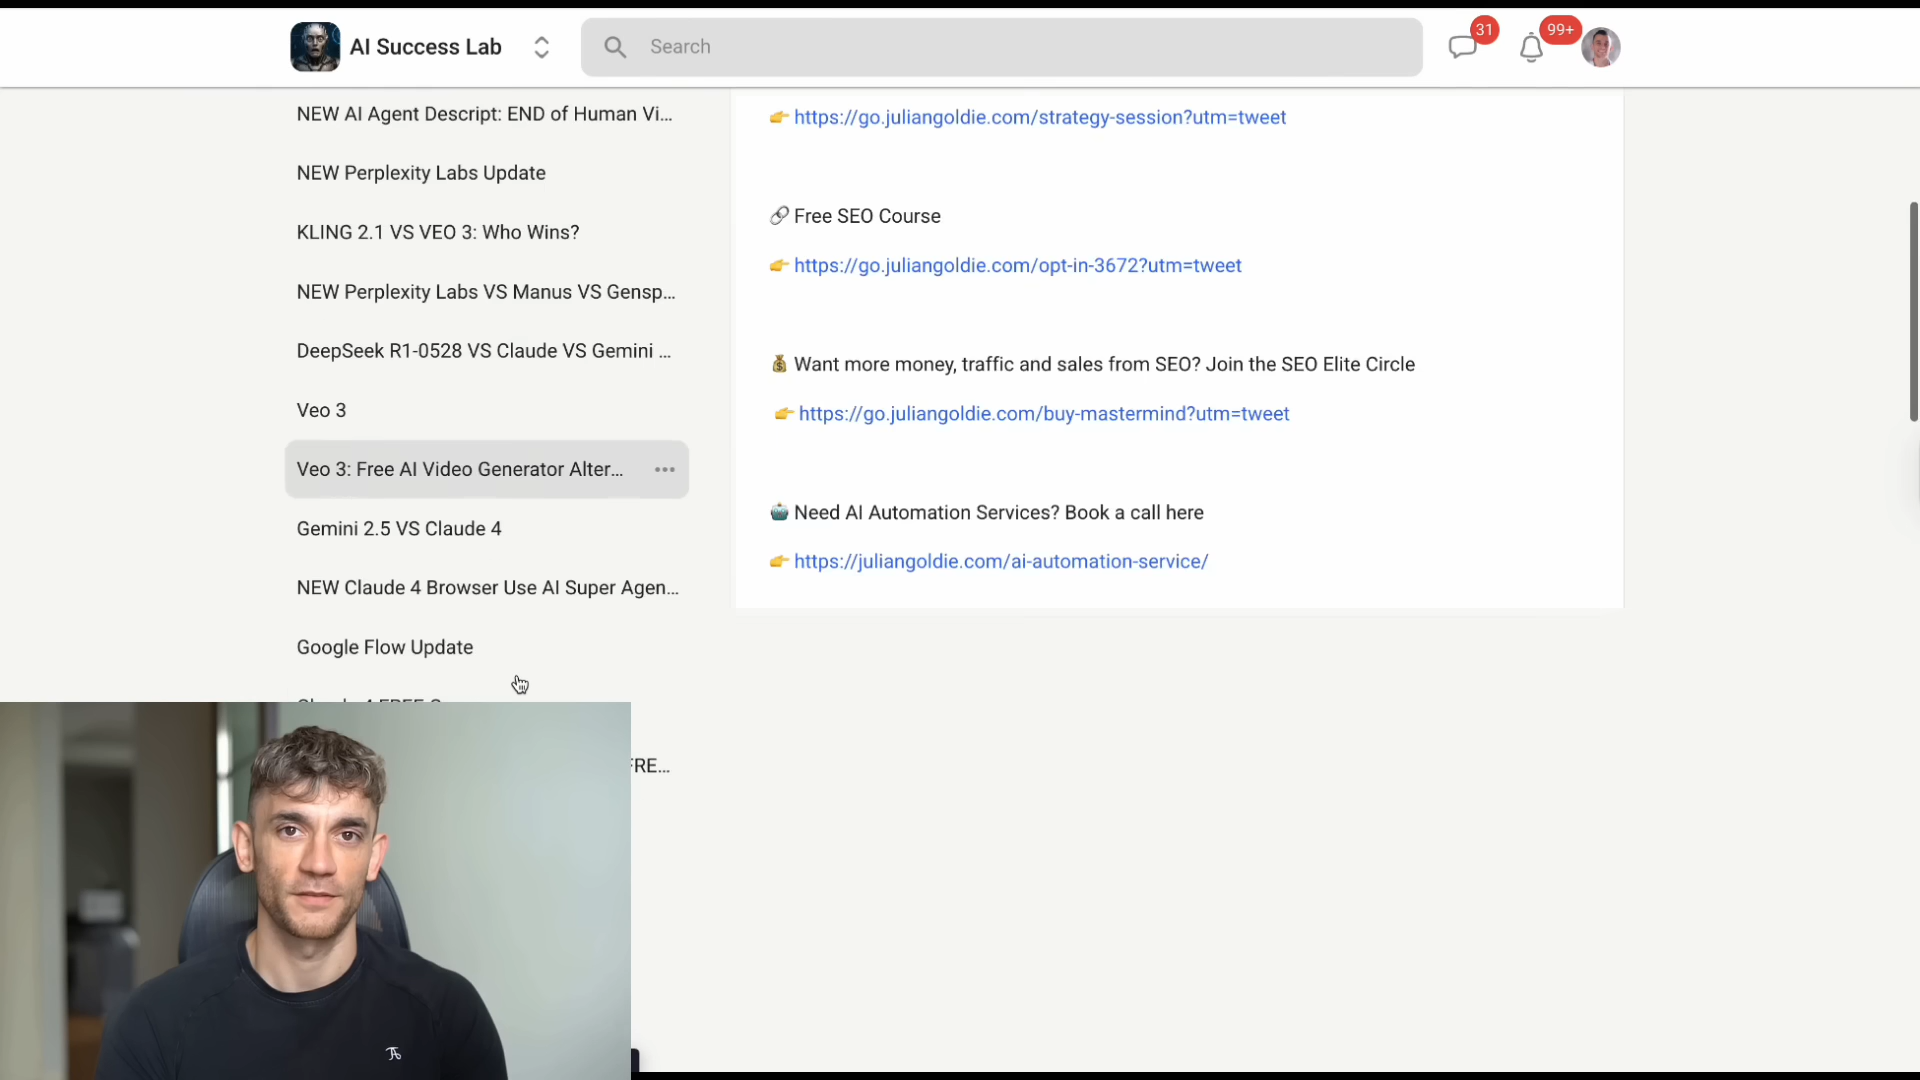 AI Success Lab
Search
31
99+
NEW AI Agent Descript: END of Human Vi...
NEW Perplexity Labs Update
KLING 2.1 VS VEO 3: Who Wins?
NEW Perplexity Labs VS Manus VS Gensp...
DeepSeek R1-0528 VS Claude VS Gemini ...
Veo 3
Veo 3: Free AI Video Generator Alter...
Gemini 2.5 VS Claude 4
NEW Claude 4 Browser Use AI Super Agen...
Google Flow Update
FRE...
👉 https://go.juliangoldie.com/strategy-session?utm=tweet
🔗 Free SEO Course
👉 https://go.juliangoldie.com/opt-in-3672?utm=tweet
💰 Want more money, traffic and sales from SEO? Join the SEO Elite Circle
👉 https://go.juliangoldie.com/buy-mastermind?utm=tweet
🤖 Need AI Automation Services? Book a call here
👉 https://juliangoldie.com/ai-automation-service/